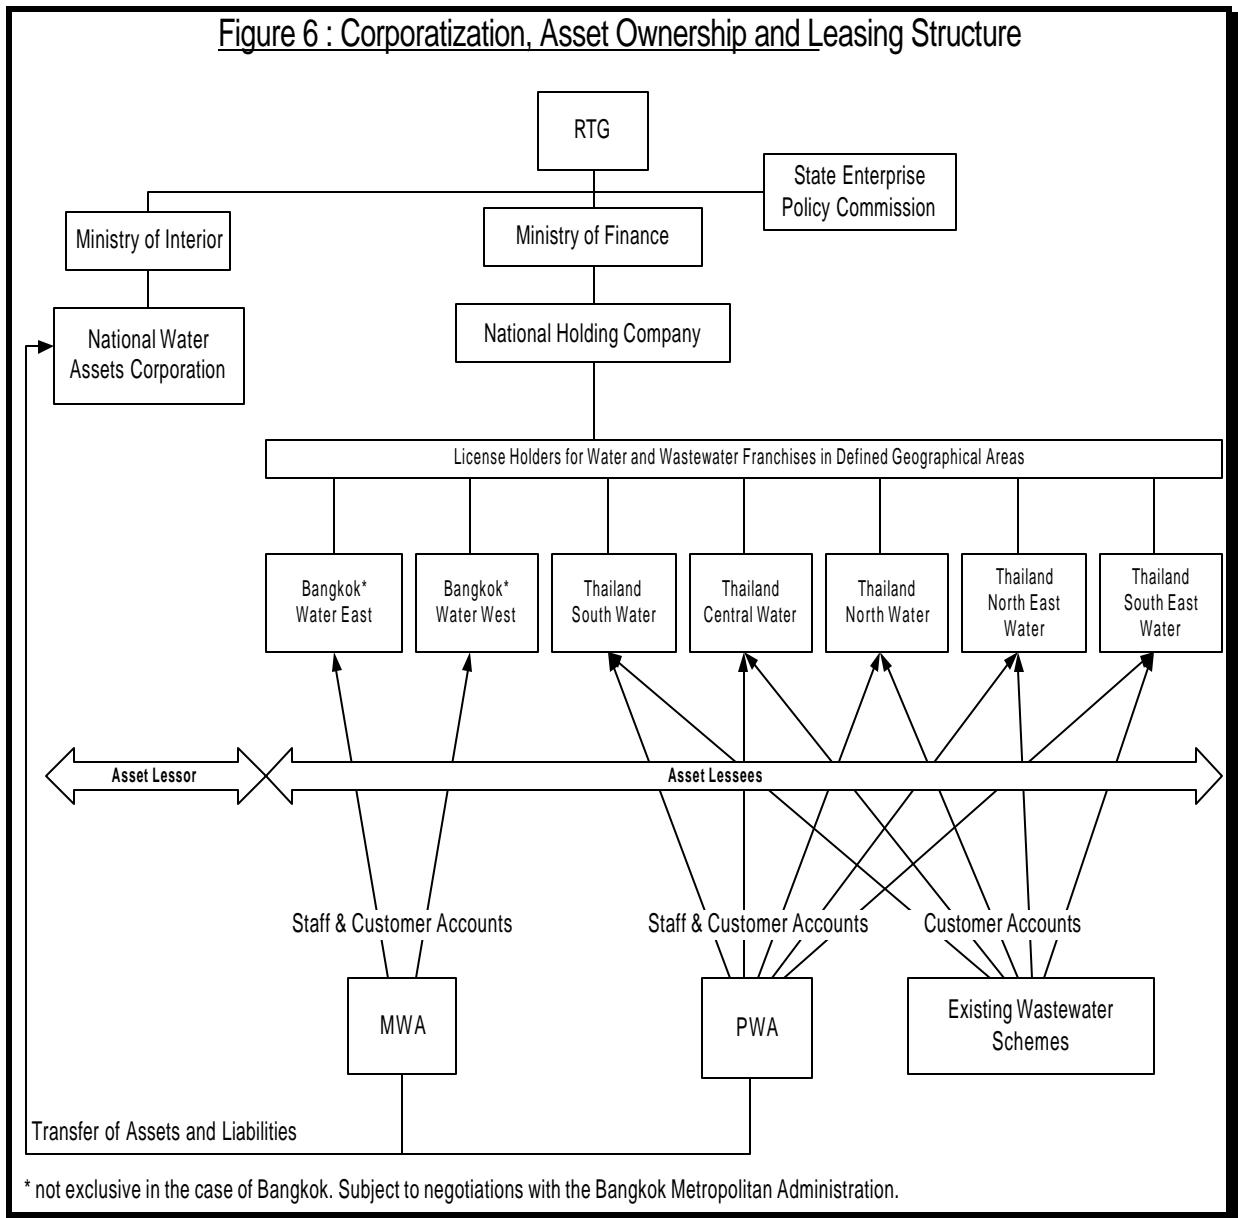 Figure 6 : Corporatization, Asset Ownership and Leasing Structure
RTG
State Enterprise
Policy Commission
Ministry of Interior
Ministry of Finance
National Water
Assets Corporation
National Holding Company
License Holders for Water and Wastewater Franchises in Defined Geographical Areas
Bangkok*
Water East
Bangkok*
Water West
Thailand
South Water
Thailand
Central Water
Thailand
North Water
Thailand
North East
Water
Thailand
South East
Water
Asset Lessor
Asset Lessees
Staff & Customer Accounts
Staff & Customer Accounts
Customer Accounts
MWA
PWA
Existing Wastewater
Schemes
Transfer of Assets and Liabilities
* not exclusive in the case of Bangkok. Subject to negotiations with the Bangkok Metropolitan Administration.